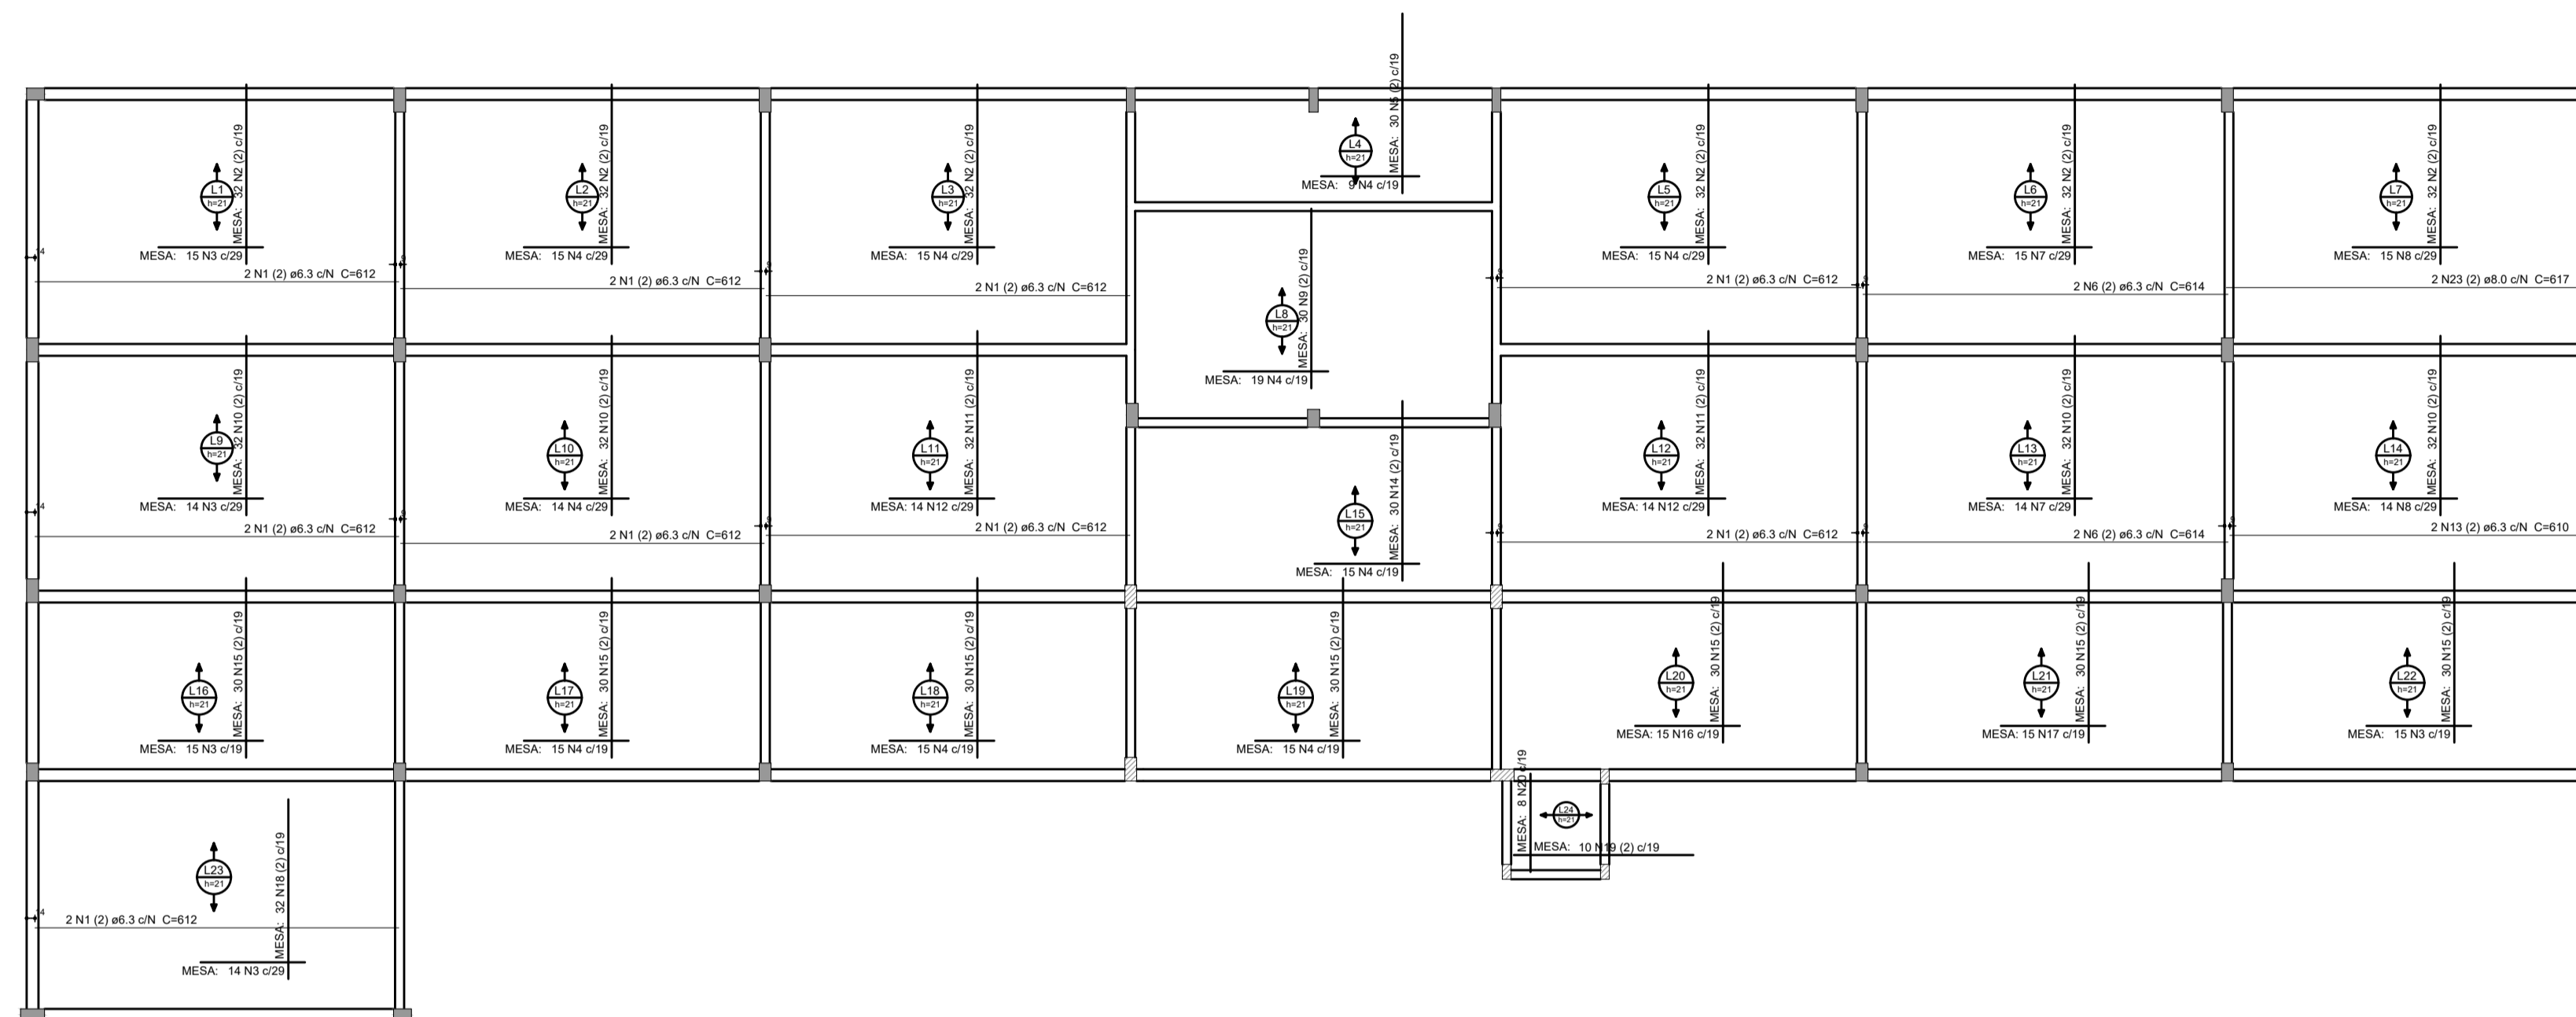 MESA: 30 N5 (2) c/19
L4
h=21
MESA: 9 N4 c/19
L1
h=21
MESA: 32 N2 (2) c/19
MESA: 15 N3 c/29
14
2 N1 (2) ø6.3 c/N C=612
L2
h=21
MESA: 32 N2 (2) c/19
MESA: 15 N4 c/29
2 N1 (2) ø6.3 c/N C=612
L3
h=21
MESA: 32 N2 (2) c/19
MESA: 15 N4 c/29
2 N1 (2) ø6.3 c/N C=612
L5
h=21
MESA: 32 N2 (2) c/19
MESA: 15 N4 c/29
2 N1 (2) ø6.3 c/N C=612
L6
h=21
MESA: 32 N2 (2) c/19
MESA: 15 N7 c/29
2 N6 (2) ø6.3 c/N C=614
L7
h=21
MESA: 32 N2 (2) c/19
MESA: 15 N8 c/29
2 N23 (2) ø8.0 c/N C=617
L8
h=21
MESA: 30 N9 (2) c/19
MESA: 19 N4 c/19
L9
h=21
MESA: 32 N10 (2) c/19
MESA: 14 N3 c/29
14
2 N1 (2) ø6.3 c/N C=612
L10
h=21
MESA: 32 N10 (2) c/19
MESA: 14 N4 c/29
2 N1 (2) ø6.3 c/N C=612
L11
h=21
MESA: 32 N11 (2) c/19
MESA: 14 N12 c/29
2 N1 (2) ø6.3 c/N C=612
L15
h=21
MESA: 30 N14 (2) c/19
MESA: 15 N4 c/19
L12
h=21
MESA: 32 N11 (2) c/19
MESA: 14 N12 c/29
2 N1 (2) ø6.3 c/N C=612
L13
h=21
MESA: 32 N10 (2) c/19
MESA: 14 N7 c/29
2 N6 (2) ø6.3 c/N C=614
L14
h=21
MESA: 32 N10 (2) c/19
MESA: 14 N8 c/29
2 N13 (2) ø6.3 c/N C=610
L16
h=21
MESA: 30 N15 (2) c/19
MESA: 15 N3 c/19
L17
h=21
MESA: 30 N15 (2) c/19
MESA: 15 N4 c/19
L18
h=21
MESA: 30 N15 (2) c/19
MESA: 15 N4 c/19
L19
h=21
MESA: 30 N15 (2) c/19
MESA: 15 N4 c/19
L20
h=21
MESA: 30 N15 (2) c/19
MESA: 15 N16 c/19
L21
h=21
MESA: 30 N15 (2) c/19
MESA: 15 N17 c/19
L22
h=21
MESA: 30 N15 (2) c/19
MESA: 15 N3 c/19
L23
h=21
MESA: 32 N18 (2) c/19
MESA: 14 N3 c/29
14
2 N1 (2) ø6.3 c/N C=612
MESA: 8 N20 c/19
L24
h=21
MESA: 10 N19 (2) c/19